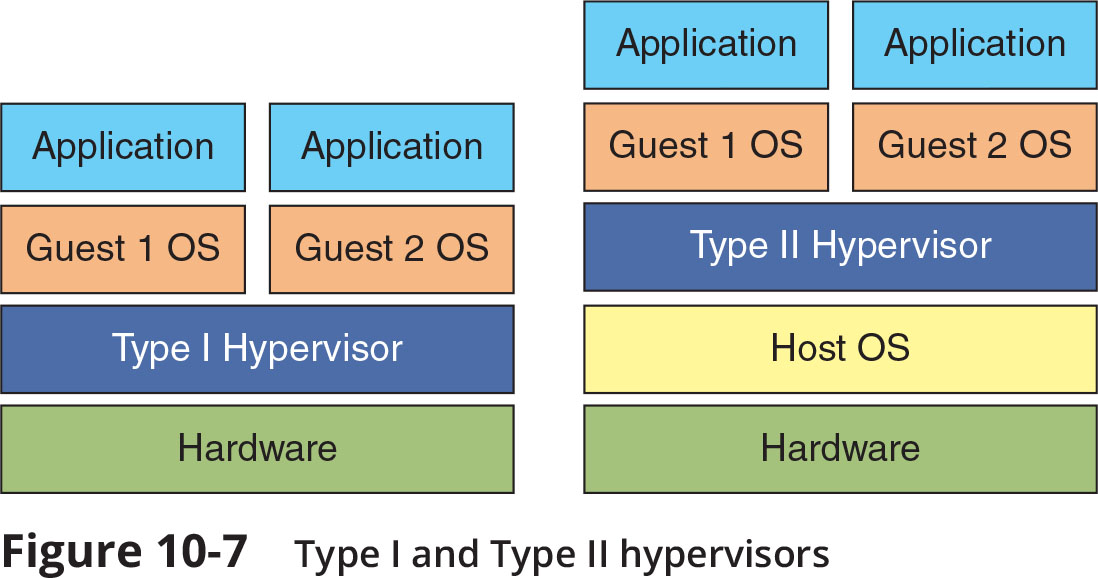 Application
Application
Guest 1 OS
Guest 2 OS
Type I Hypervisor
Hardware
Application
Application
Guest 1 OS
Guest 2 OS
Type II Hypervisor
Host OS
Hardware
Figure 10-7 Type I and Type II hypervisors